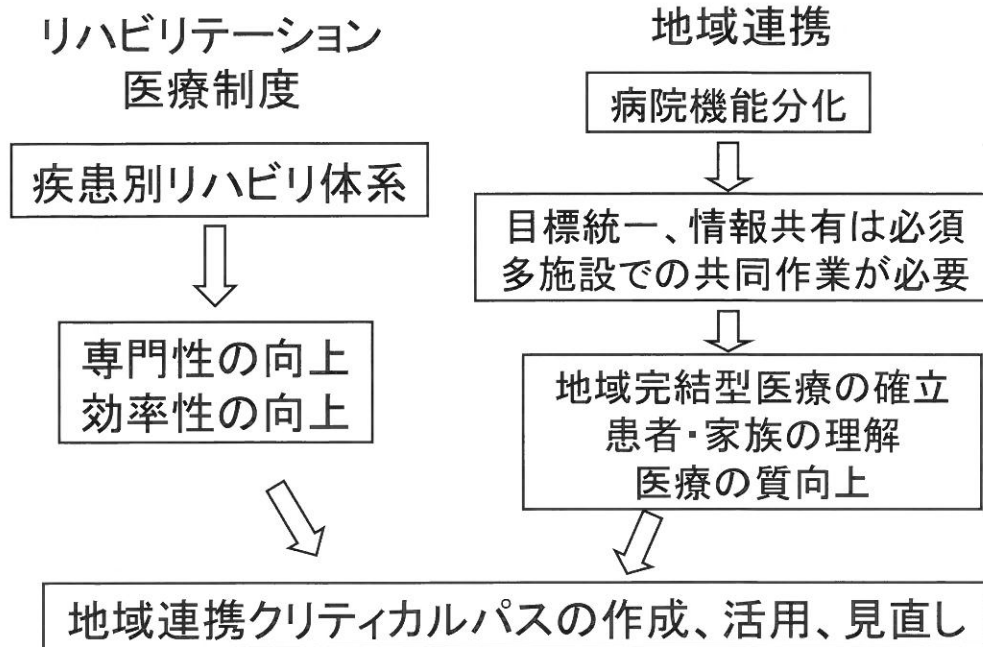 リハビリテーション
医療制度
疾患別リハビリ体系
専門性の向上
効率性の向上
地域連携
病院機能分化
目標統一、情報共有は必須
多施設での共同作業が必要
地域完結型医療の確立
患者・家族の理解
医療の質向上
地域連携クリティカルパスの作成、活用、見直し